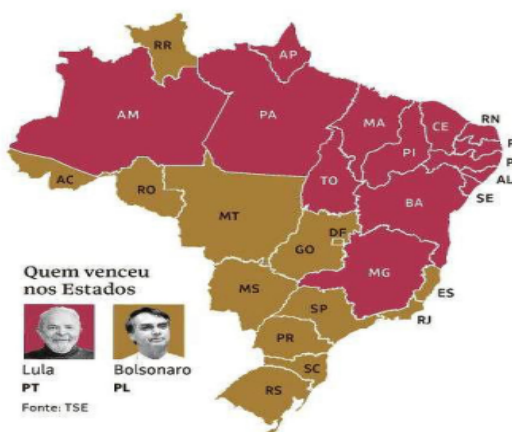 RR
AP
AM
PA
MA
CE
RN
PI
P
P
AL
SE
AC
RO
TO
BA
MT
DF
GO
MG
MS
ES
SP
RJ
PR
SC
RS
Quem venceu
nos Estados
Lula
PT
Bolsonaro
PL
Fonte: TSE